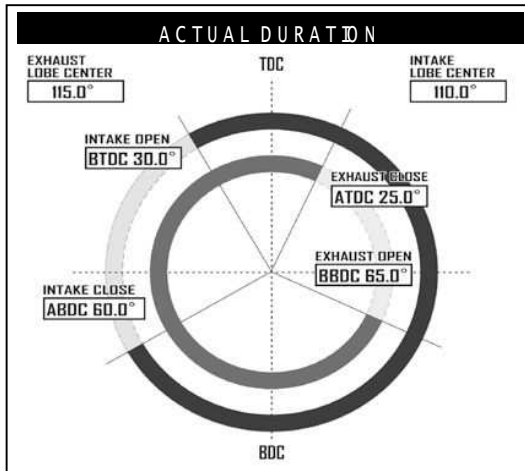 ACTUAL DURATION
EXHAUST
LOBE CENTER
115.0°
TDC
INTAKE
LOBE CENTER
110.0°
INTAKE OPEN
BTDC 30.0°
EXHAUST CLOSE
ATDC 25.0°
EXHAUST OPEN
BBDC 65.0°
INTAKE CLOSE
ABDC 60.0°
BDC